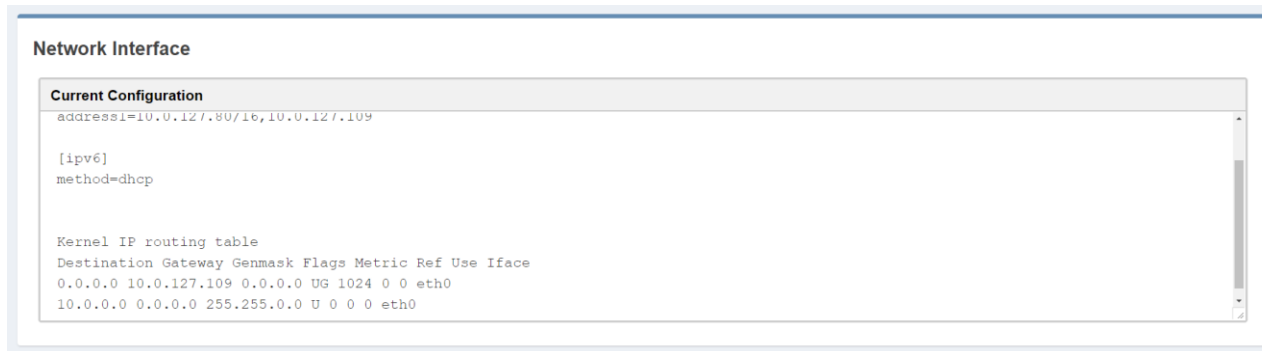 Network Interface
Current Configuration
address1=10.0.127.80/16,10.0.127.109
[ipv6]
method=dhcp
Kernel IP routing table
Destination Gateway Genmask Flags Metric Ref Use Iface
0.0.0.0 10.0.127.109 0.0.0.0 UG 1024 0 0 eth0
10.0.0.0 0.0.0.0 255.255.0.0 U 0 0 0 eth0